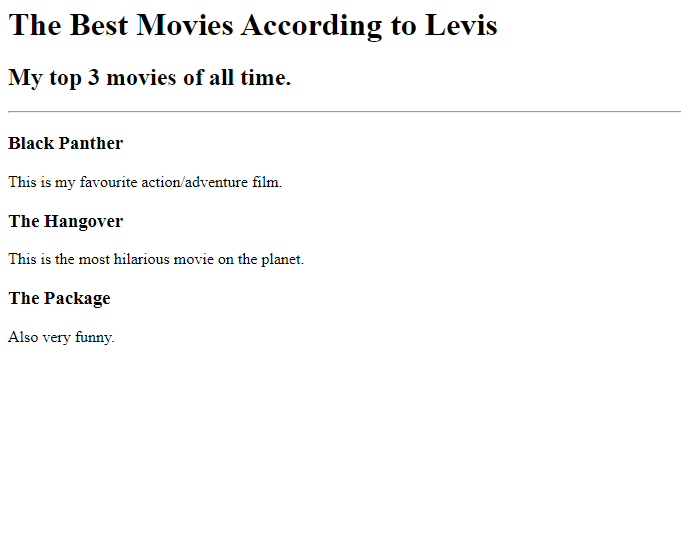 The Best Movies According to Levis
My top 3 movies of all time.
Black Panther
This is my favourite action/adventure film.
The Hangover
This is the most hilarious movie on the planet.
The Package
Also very funny.